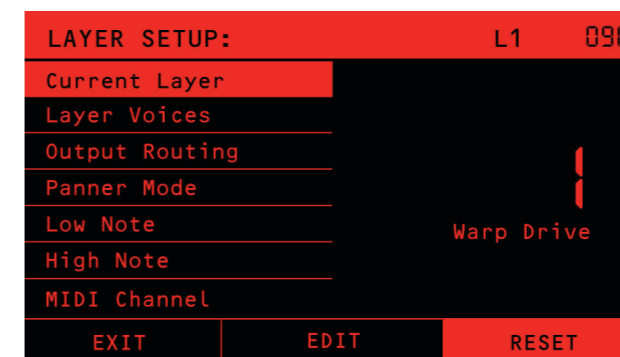 LAYER SETUP: L1
Current Layer
Layer Voices
Output Routing
Panner Mode
1
Low Note
Warp Drive
High Note
MIDI Channel
EXIT EDIT RESET